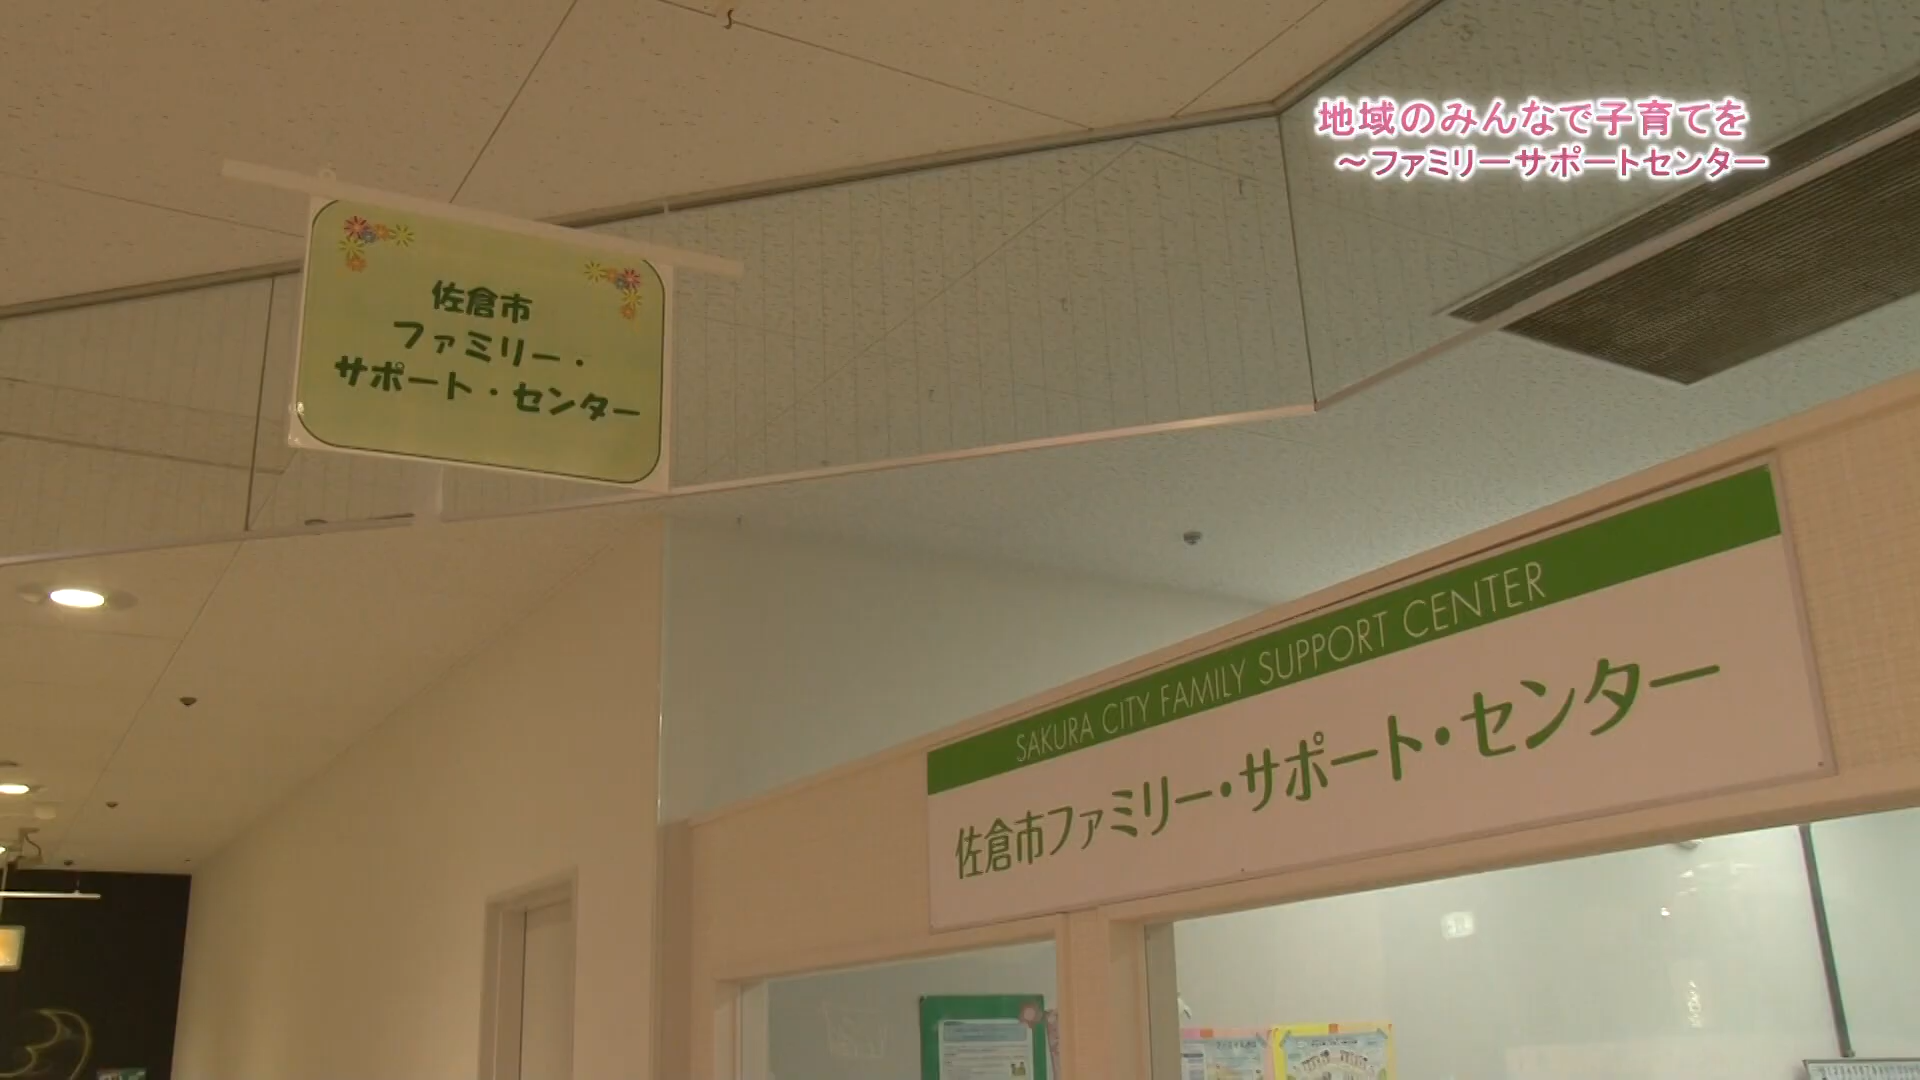 地域のみんなで子育てを
～ファミリーサポートセンター
佐倉市
ファミリー・
サポート・センター
SAKURA CITY FAMILY SUPPORT CENTER
佐倉市ファミリー・サポート・センター